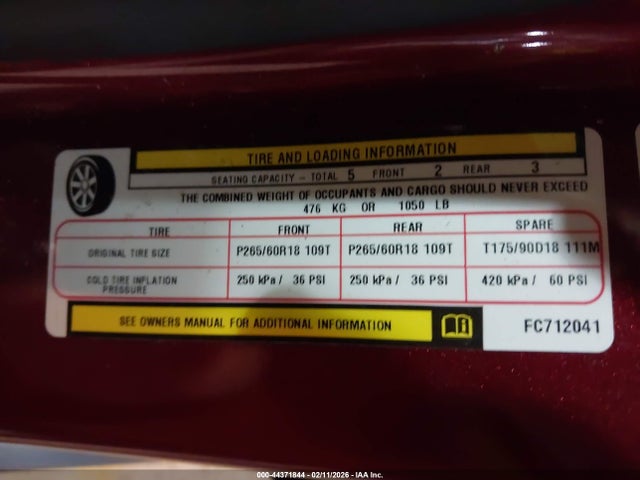 TIRE AND LOADING INFORMATION
SEATING CAPACITY – TOTAL 5 FRONT 2 REAR 3
THE COMBINED WEIGHT OF OCCUPANTS AND CARGO SHOULD NEVER EXCEED
476 KG OR 1050 LB
TIRE FRONT REAR SPARE
ORIGINAL TIRE SIZE P265/60R18 109T P265/60R18 109T T175/90D18 111M
COLD TIRE INFLATION PRESSURE 250 kPa / 36 PSI 250 kPa / 36 PSI 420 kPa / 60 PSI
SEE OWNERS MANUAL FOR ADDITIONAL INFORMATION FC712041
000-44371844 - 02/11/2026 - IAA Inc.